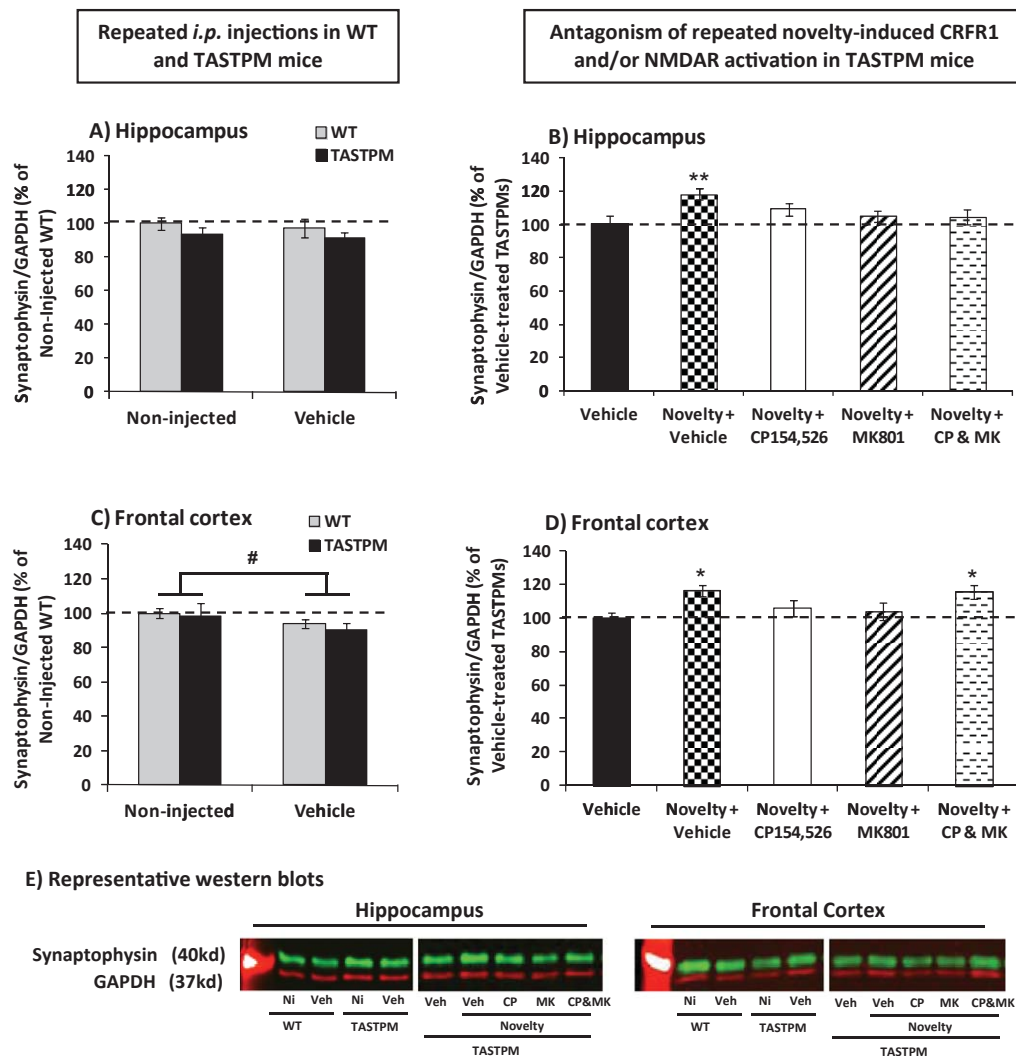 Repeated i.p. injections in WT
and TASTPM mice
Antagonism of repeated novelty-induced CRFR1
and/or NMDAR activation in TASTPM mice
A) Hippocampus
WT
TASTPM
Synaptophysin/GAPDH (% of
Non-Injected WT)
140
120
100
80
60
40
20
0
Non-injected
Vehicle
B) Hippocampus
Synaptophysin/GAPDH (% of
Vehicle-treated TASTPMs)
140
120
100
80
60
40
20
0
**
Vehicle
Novelty +
Vehicle
Novelty +
CP154,526
Novelty +
MK801
Novelty +
CP & MK
C) Frontal cortex
WT
TASTPM
Synaptophysin/GAPDH (% of
Non-Injected WT)
140
120
100
80
60
40
20
0
#
Non-injected
Vehicle
D) Frontal cortex
Synaptophysin/GAPDH (% of
Vehicle-treated TASTPMs)
140
120
100
80
60
40
20
0
*
*
Vehicle
Novelty +
Vehicle
Novelty +
CP154,526
Novelty +
MK801
Novelty +
CP & MK
E) Representative western blots
Hippocampus
Frontal Cortex
Synaptophysin (40kd)
GAPDH (37kd)
Ni Veh Ni Veh Veh Veh CP MK CP&MK
WT TASTPM Novelty
TASTPM
Ni Veh Ni Veh Veh Veh CP MK CP&MK
WT TASTPM Novelty
TASTPM